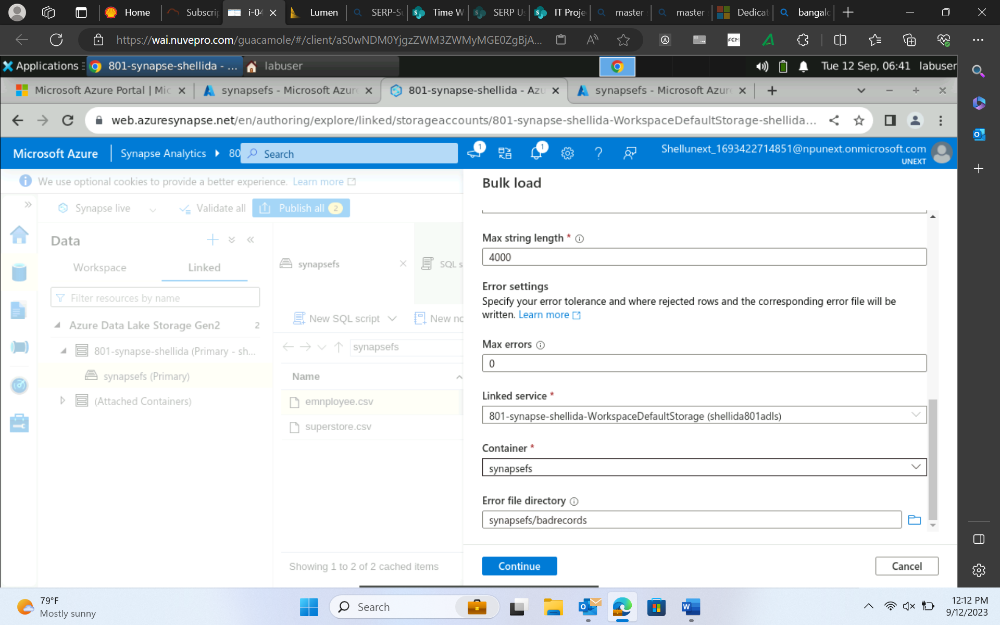 Home
Subscrip
i-04
Lumen
SERP-Su
Time W
SERP Us
IT Proje
master
master
Dedicat
bangalo
https://wai.nuvepro.com/guacamole/#/client/aS0wNDM0YjgzZWM3ZWMyMGE0ZgBjA...
Applications
801-synapse-shellida - ...
labuser
Tue 12 Sep, 06:41
labuser
Microsoft Azure Portal | Mic
synapsefs - Microsoft Azure
801-synapse-shellida - Azu
synapsefs - Microsoft Azure
web.azuresynapse.net/en/authoring/explore/linked/storageaccounts/801-synapse-shellida-WorkspaceDefaultStorage-shellida...
Microsoft Azure
Synapse Analytics
80
Search
1
1
Shellunext_1693422714851@npunext.onmicrosoft.com
UNEXT
We use optional cookies to provide a better experience. Learn more
Synapse live
Validate all
Publish all 2
Data
Workspace
Linked
Filter resources by name
Azure Data Lake Storage Gen2 2
801-synapse-shellida (Primary - sh...
synapsefs (Primary)
(Attached Containers)
synapsefs
SQL s
New SQL script
New no
synapsefs
Name
emnployee.csv
superstore.csv
Showing 1 to 2 of 2 cached items
Bulk load
Max string length *
4000
Error settings
Specify your error tolerance and where rejected rows and the corresponding error file will be
written. Learn more
Max errors
0
Linked service *
801-synapse-shellida-WorkspaceDefaultStorage (shellida801adls)
Container *
synapsefs
Error file directory
synapsefs/badrecords
Continue
Cancel
79°F
Mostly sunny
Search
12:12 PM
9/12/2023